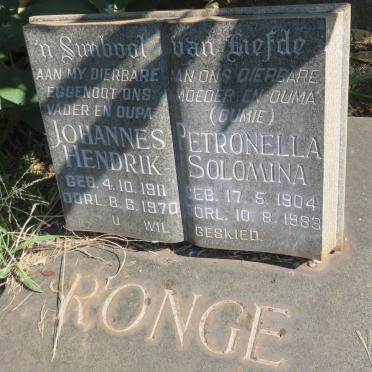 'n Simbool van Liefde
AAN MY DIERBARE
EGGENOOT ONS
VADER EN OUPA
JOHANNES
HENDRIK
GEB. 4.10.1911
OORL. 8.6.1970
AAN ONS DIERBARE
MOEDER EN OUMA
(OUMIE)
PETRONELLA
SOLOMINA
GEB. 17.5.1904
OORL. 10.8.1983
U WIL GESKIED.
RONGE